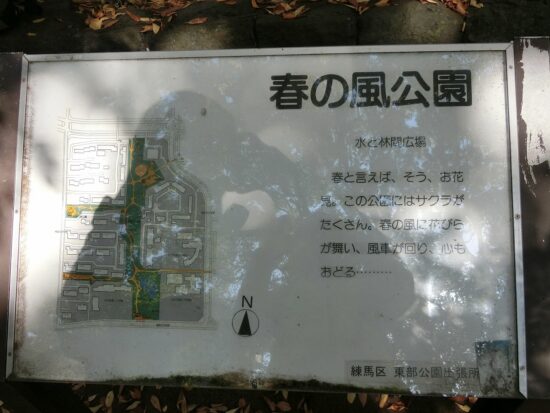 春の風公園
水と林間広場
春と言えば、そう、お花
見。この公園にはサクラが
たくさん。春の風に花びら
が舞い、風車が回り、心も
おどる………
N
練馬区 東部公園出張所